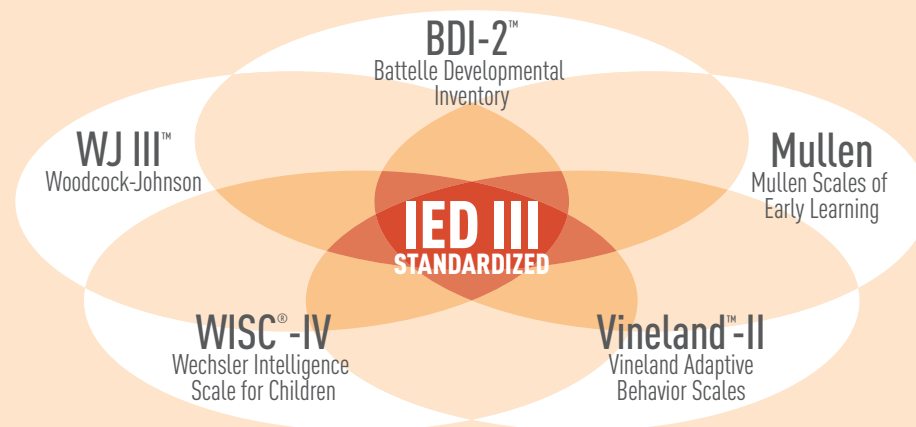 BDI-2™
Battelle Developmental
Inventory
WJ III™
Woodcock-Johnson
Mullen
Mullen Scales of
Early Learning
IED III
STANDARDIZED
WISC®-IV
Wechsler Intelligence
Scale for Children
Vineland™-II
Vineland Adaptive
Behavior Scales